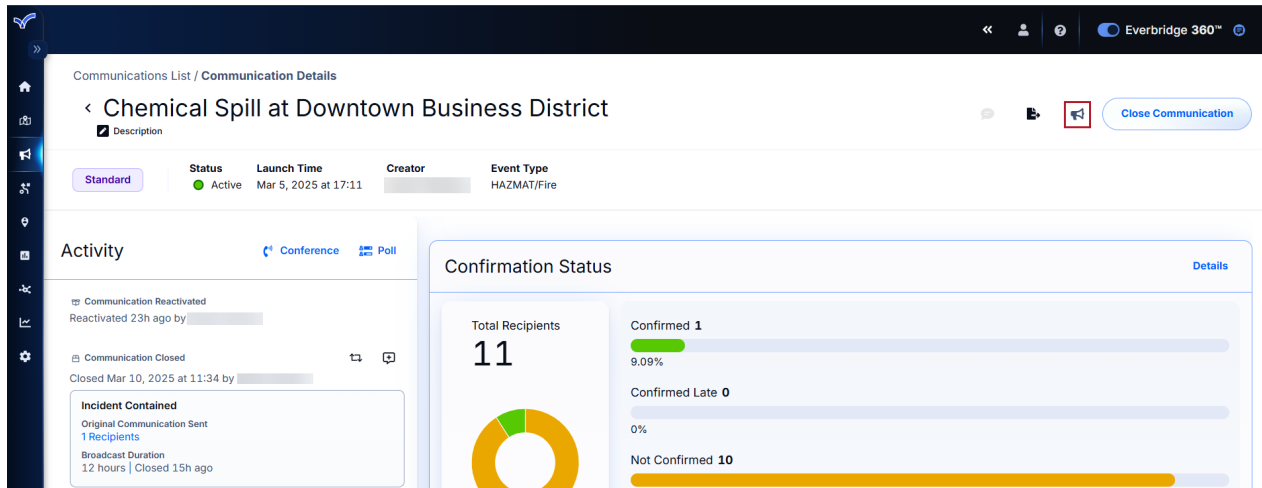 Everbridge 360™
Communications List / Communication Details
Chemical Spill at Downtown Business District
Description
Close Communication
Standard
Status
Active
Launch Time
Mar 5, 2025 at 17:11
Creator
Event Type
HAZMAT/Fire
Activity
Conference
Poll
Communication Reactivated
Reactivated 23h ago by
Communication Closed
Closed Mar 10, 2025 at 11:34 by
Incident Contained
Original Communication Sent
1 Recipients
Broadcast Duration
12 hours | Closed 15h ago
Confirmation Status
Details
Total Recipients
11
Confirmed 1
9.09%
Confirmed Late 0
0%
Not Confirmed 10